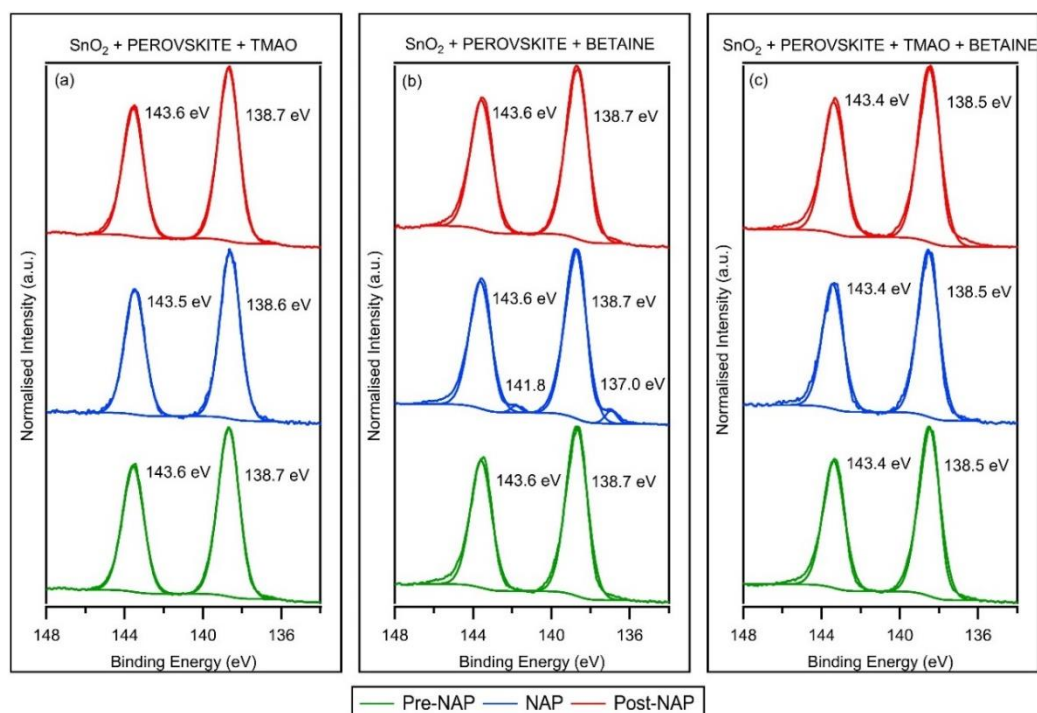 SnO₂ + PEROVSKITE + TMAO
(a)
143.6 eV
138.7 eV
143.5 eV
138.6 eV
143.6 eV
138.7 eV
Normalised Intensity (a.u.)
148 144 140 136
Binding Energy (eV)
SnO₂ + PEROVSKITE + BETAINE
(b)
143.6 eV
138.7 eV
143.6 eV
138.7 eV
141.8
137.0 eV
143.6 eV
138.7 eV
Normalised Intensity (a.u.)
148 144 140 136
Binding Energy (eV)
SnO₂ + PEROVSKITE + TMAO + BETAINE
(c)
143.4 eV
138.5 eV
143.4 eV
138.5 eV
143.4 eV
138.5 eV
Normalised Intensity (a.u.)
148 144 140 136
Binding Energy (eV)
Pre-NAP NAP Post-NAP